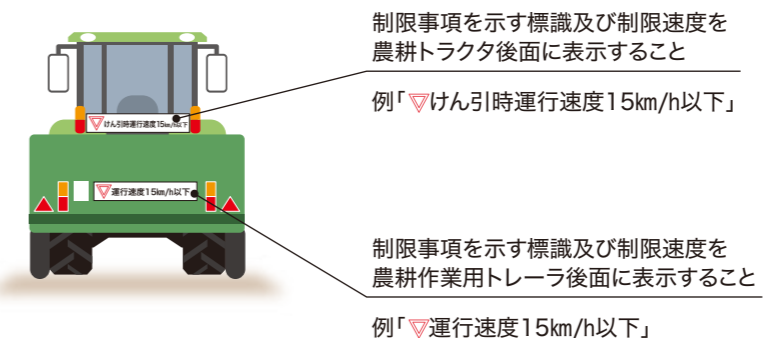 制限事項を示す標識及び制限速度を
農耕トラクタ後面に表示すること
例「▽けん引時運行速度15km/h以下」
▽けん引時運行速度15km/h以下
▽運行速度15km/h以下
制限事項を示す標識及び制限速度を
農耕作業用トレーラ後面に表示すること
例「▽運行速度15km/h以下」